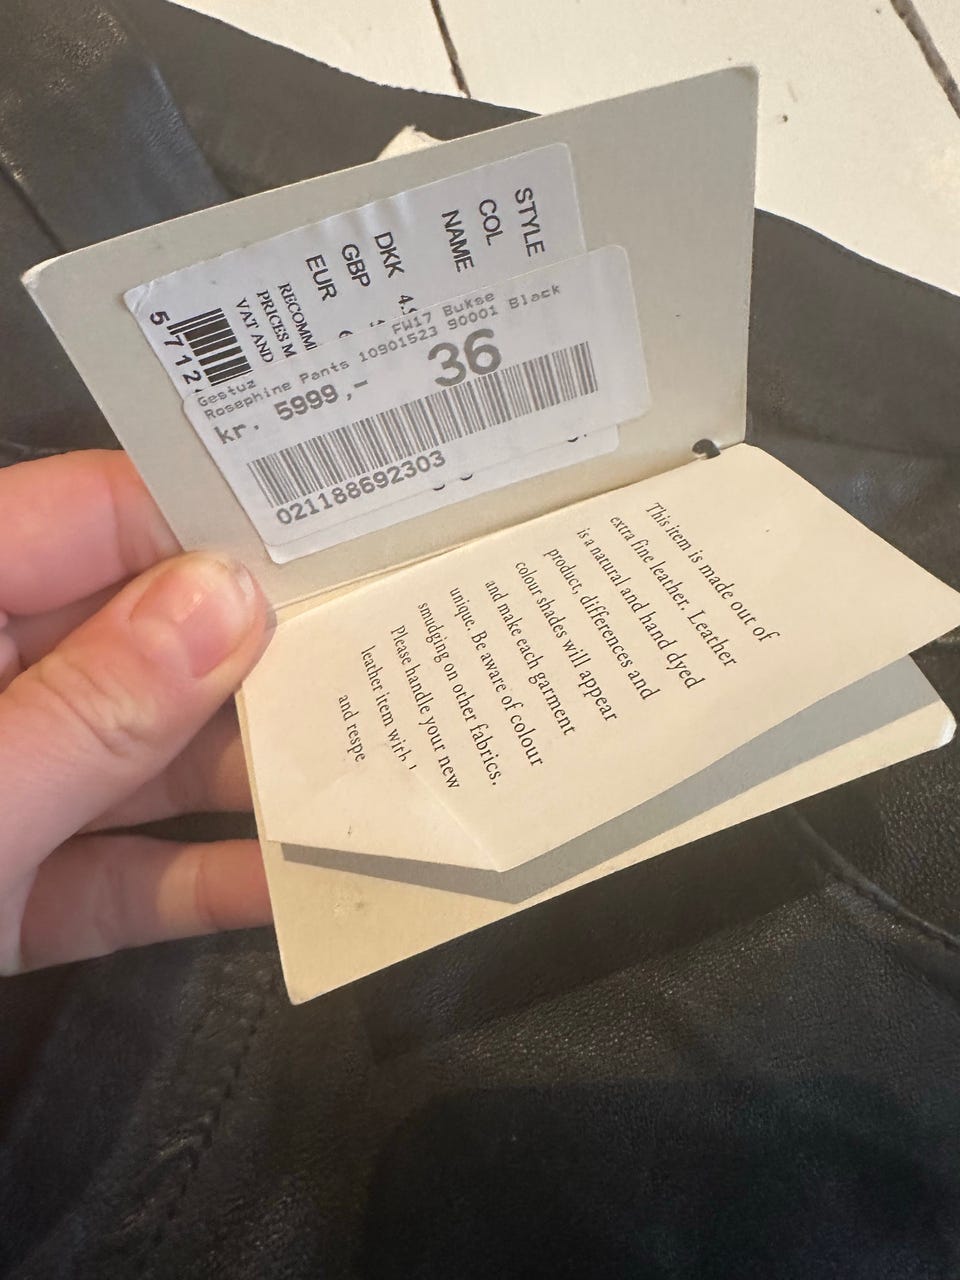 STYLE
COL
NAME
DKK 4.
GBP
EUR
RECOMM
PRICES M
VAT AND
5 712
FW17 Bukse
Gestuz
Rosephine Pants 10901523 90001 Black
kr. 5999,- 36
021188692303
This item is made out of
extra fine leather. Leather
is a natural and hand dyed
product, differences and
colour shades will appear
and make each garment
unique. Be aware of colour
smudging on other fabrics.
Please handle your new
leather item with
and respe